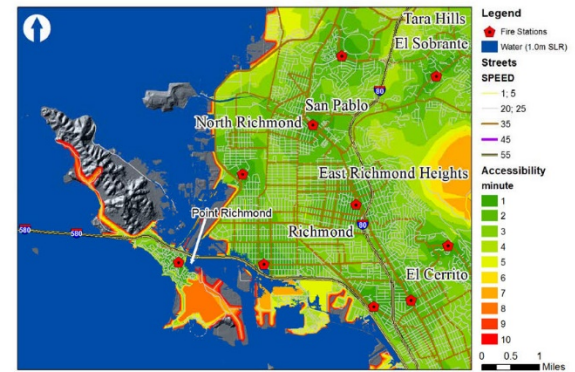 Tara Hills
El Sobrante
80
San Pablo
North Richmond
East Richmond Heights
Point Richmond
580
580
Richmond
80
El Cerrito
Legend
Fire Stations
Water (1.0m SLR)
Streets
SPEED
1; 5
20; 25
35
45
55
Accessibility
minute
1
2
3
4
5
6
7
8
9
10
0 0.5 1
Miles